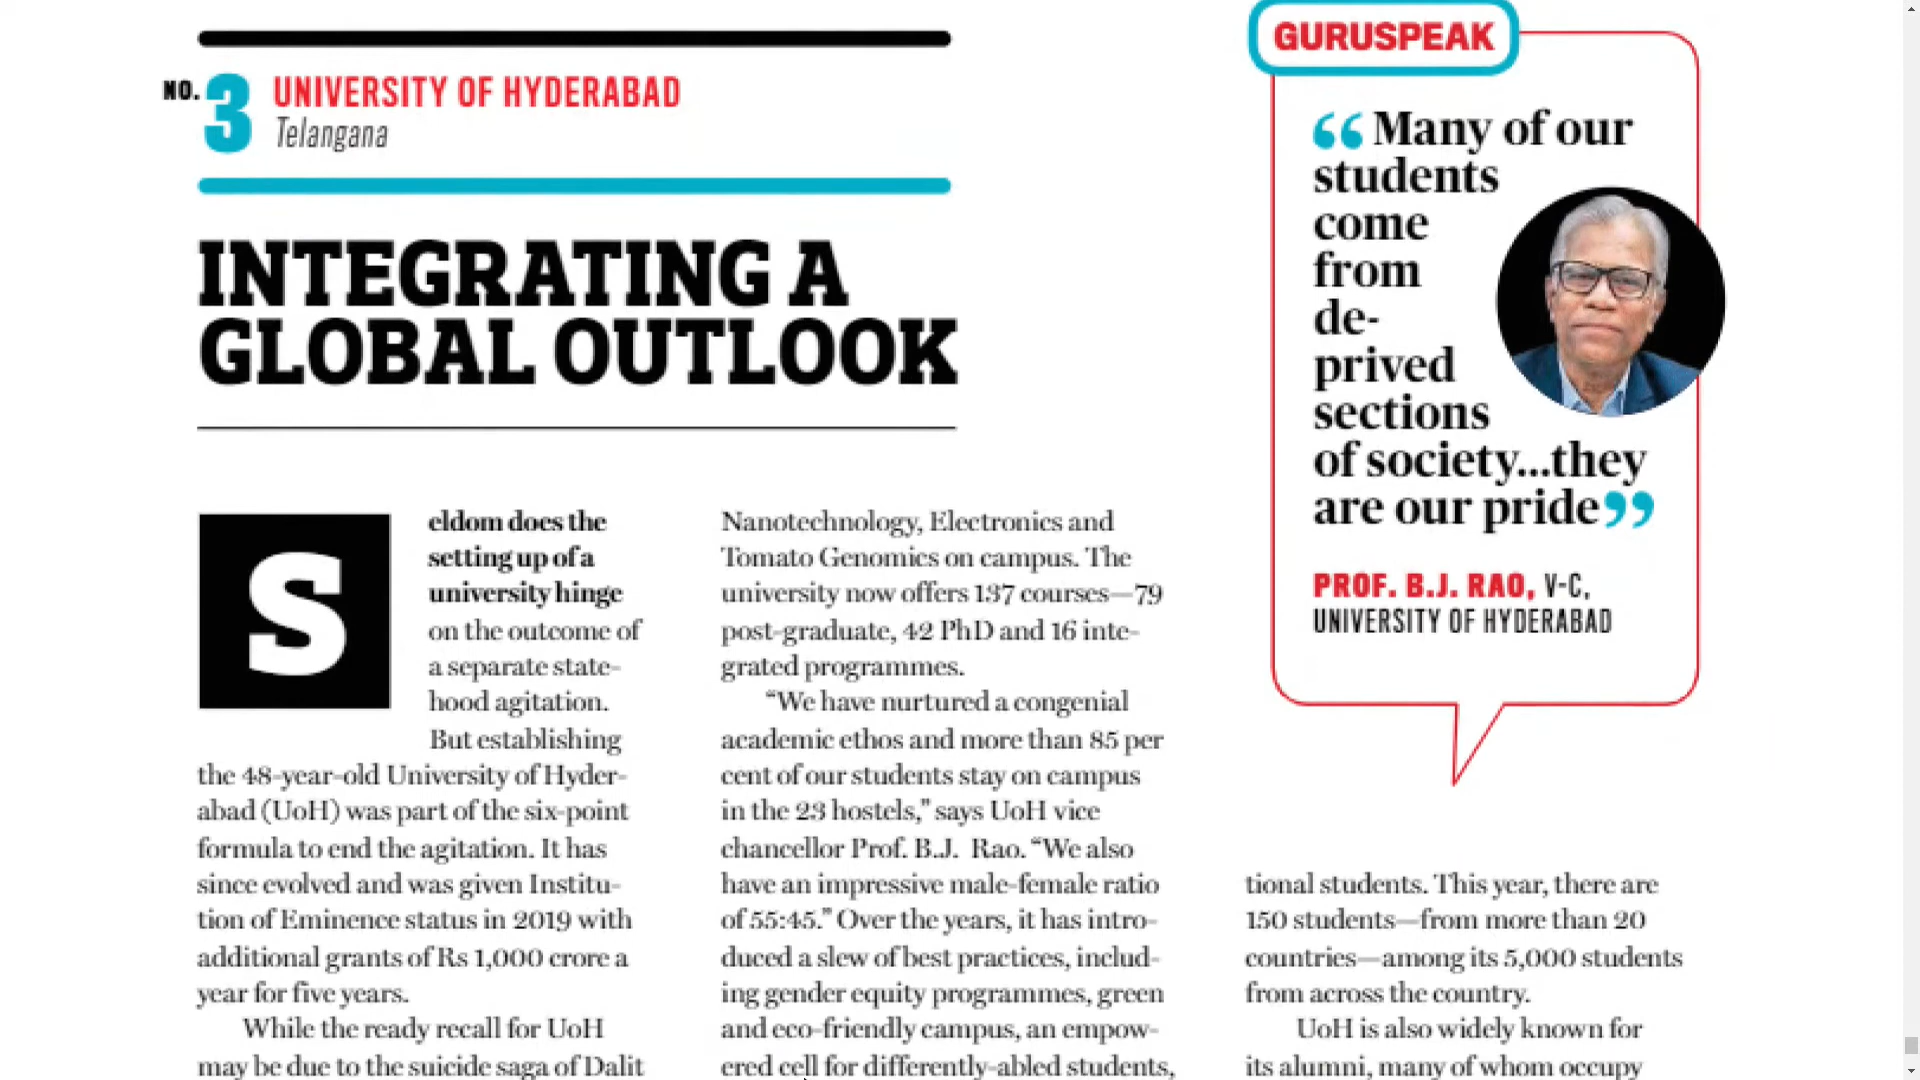 NO. 3 UNIVERSITY OF HYDERABAD
Telangana
INTEGRATING A
GLOBAL OUTLOOK
S
eldom does the
setting up of a
university hinge
on the outcome of
a separate state-
hood agitation.
But establishing
the 48-year-old University of Hyder-
abad (UoH) was part of the six-point
formula to end the agitation. It has
since evolved and was given Institu-
tion of Eminence status in 2019 with
additional grants of Rs 1,000 crore a
year for five years.
While the ready recall for UoH
may be due to the suicide saga of Dalit
Nanotechnology, Electronics and
Tomato Genomics on campus. The
university now offers 137 courses—79
post-graduate, 42 PhD and 16 inte-
grated programmes.
“We have nurtured a congenial
academic ethos and more than 85 per
cent of our students stay on campus
in the 23 hostels,” says UoH vice
chancellor Prof. B.J. Rao. “We also
have an impressive male-female ratio
of 55:45.” Over the years, it has intro-
duced a slew of best practices, includ-
ing gender equity programmes, green
and eco-friendly campus, an empow-
ered cell for differently-abled students,
GURUSPEAK
“Many of our
students
come
from
de-
prived
sections
of society...they
are our pride”
PROF. B.J. RAO, V-C,
UNIVERSITY OF HYDERABAD
tional students. This year, there are
150 students—from more than 20
countries—among its 5,000 students
from across the country.
UoH is also widely known for
its alumni, many of whom occupy